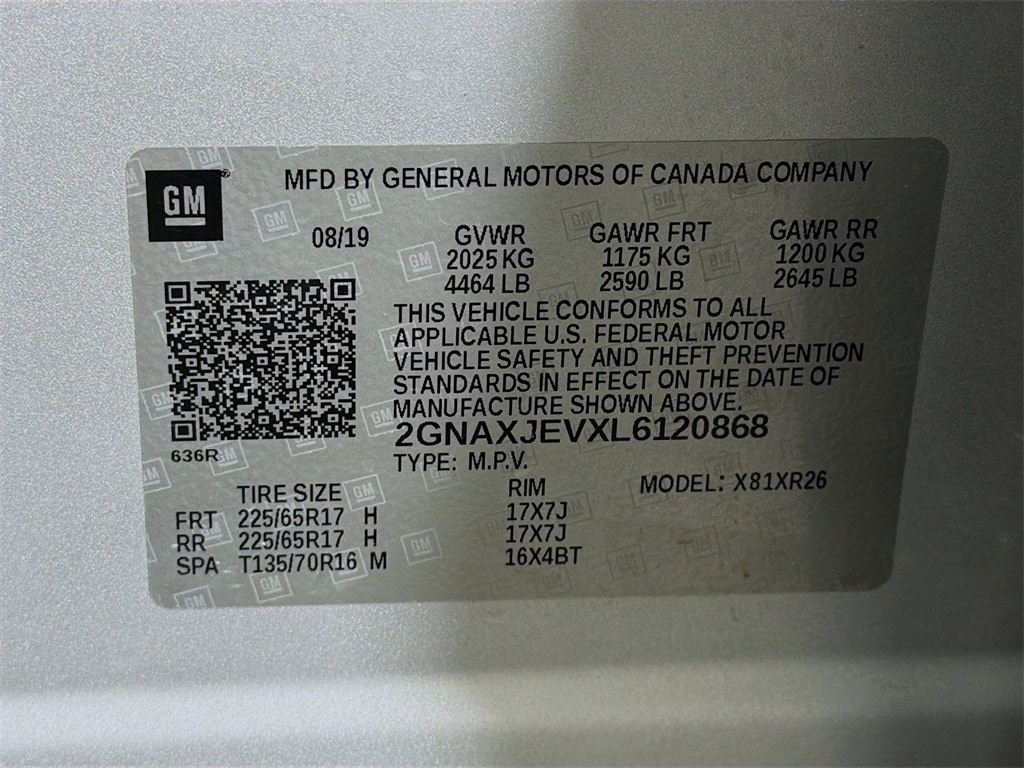 GM
MFD BY GENERAL MOTORS OF CANADA COMPANY
08/19 GVWR GAWR FRT GAWR RR
2025 KG 1175 KG 1200 KG
4464 LB 2590 LB 2645 LB
THIS VEHICLE CONFORMS TO ALL
APPLICABLE U.S. FEDERAL MOTOR
VEHICLE SAFETY AND THEFT PREVENTION
STANDARDS IN EFFECT ON THE DATE OF
MANUFACTURE SHOWN ABOVE.
2GNAXJEVXL6120868
636R
TYPE: M.P.V.
TIRE SIZE RIM MODEL: X81XR26
FRT 225/65R17 H 17X7J
RR 225/65R17 H 17X7J
SPA T135/70R16 M 16X4BT